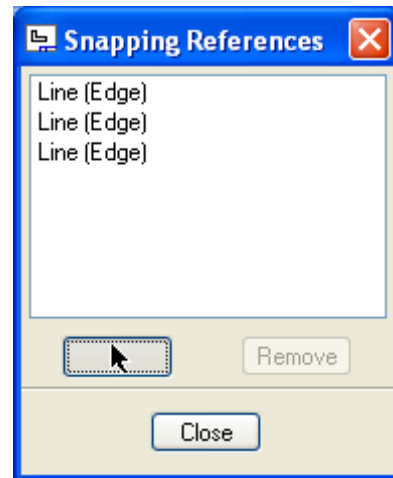 Snapping References
Line (Edge)
Line (Edge)
Line (Edge)
Remove
Close